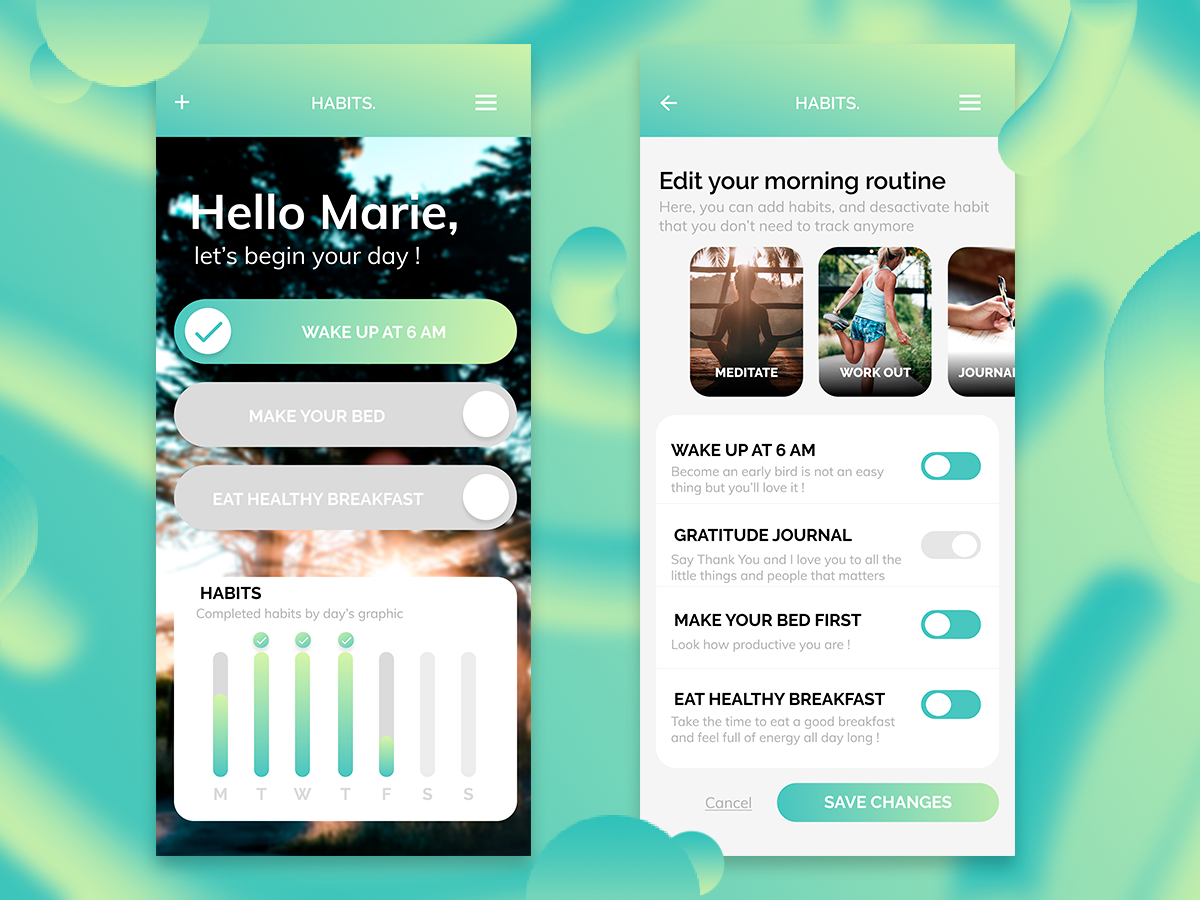 HABITS.
Hello Marie,
let's begin your day !
WAKE UP AT 6 AM
MAKE YOUR BED
EAT HEALTHY BREAKFAST
HABITS
Completed habits by day's graphic
M T W T F S S
HABITS.
Edit your morning routine
Here, you can add habits, and desactivate habit
that you don't need to track anymore
MEDITATE
WORK OUT
JOURNAL
WAKE UP AT 6 AM
Become an early bird is not an easy
thing but you'll love it !
GRATITUDE JOURNAL
Say Thank You and I love you to all the
little things and people that matters
MAKE YOUR BED FIRST
Look how productive you are !
EAT HEALTHY BREAKFAST
Take the time to eat a good breakfast
and feel full of energy all day long !
Cancel
SAVE CHANGES